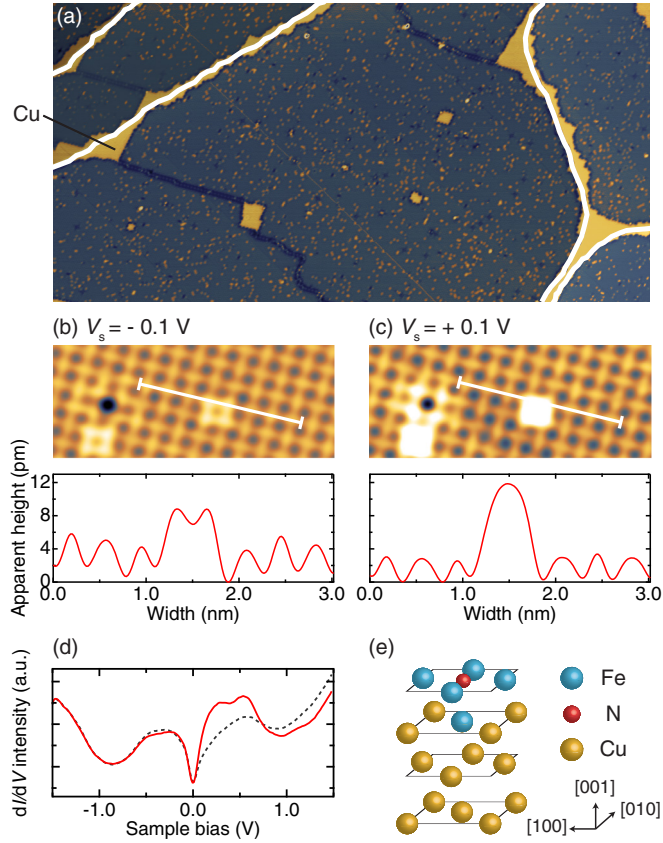 (a)
Cu
(b) Vs = - 0.1 V
(c) Vs = + 0.1 V
Apparent height (pm)
12
8
4
0
0.0 1.0 2.0 3.0
Width (nm)
0.0 1.0 2.0 3.0
Width (nm)
(d)
dI/dV intensity (a.u.)
-1.0 0.0 1.0
Sample bias (V)
(e)
Fe
N
Cu
[001]
[010]
[100]